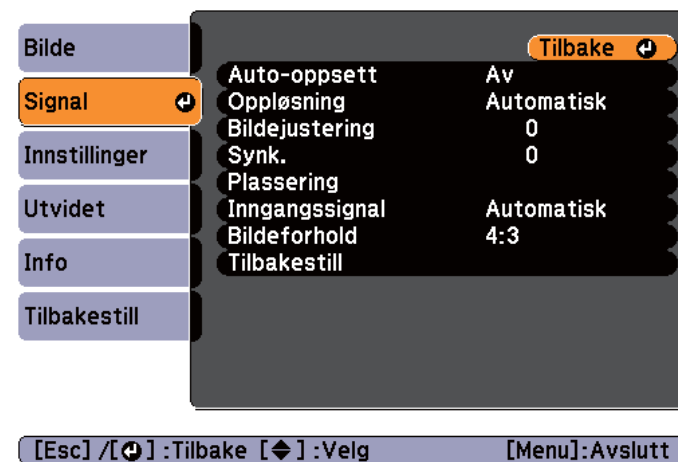 Bilde
Signal
Innstillinger
Utvidet
Info
Tilbakestill
Tilbake
Auto-oppsett Av
Oppløsning Automatisk
Bildejustering 0
Synk. 0
Plassering
Inngangssignal Automatisk
Bildeforhold 4:3
Tilbakestill
[Esc] /[⏎] :Tilbake [◆] :Velg [Menu]:Avslutt